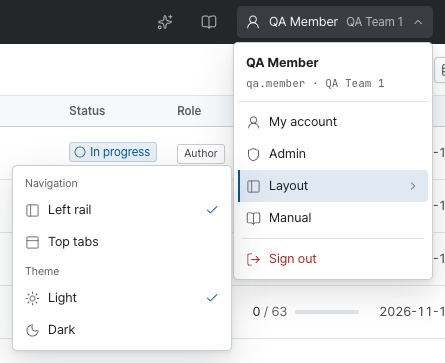 QA Member QA Team 1
QA Member
qa.member · QA Team 1
My account
Admin
Layout
Manual
Sign out
Status Role
In progress Author
Navigation
Left rail
Top tabs
Theme
Light
Dark
0 / 63 2026-11-1